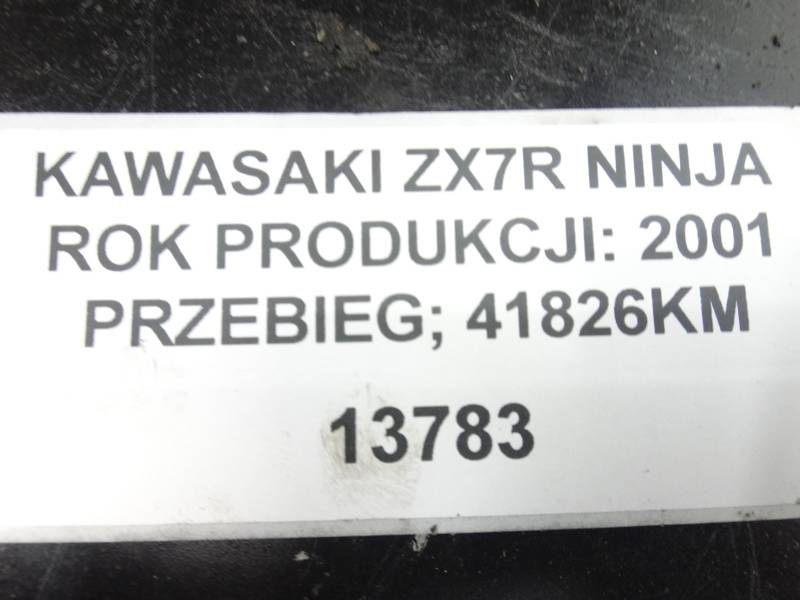 KAWASAKI ZX7R NINJA
ROK PRODUKCJI: 2001
PRZEBIEG; 41826KM
13783